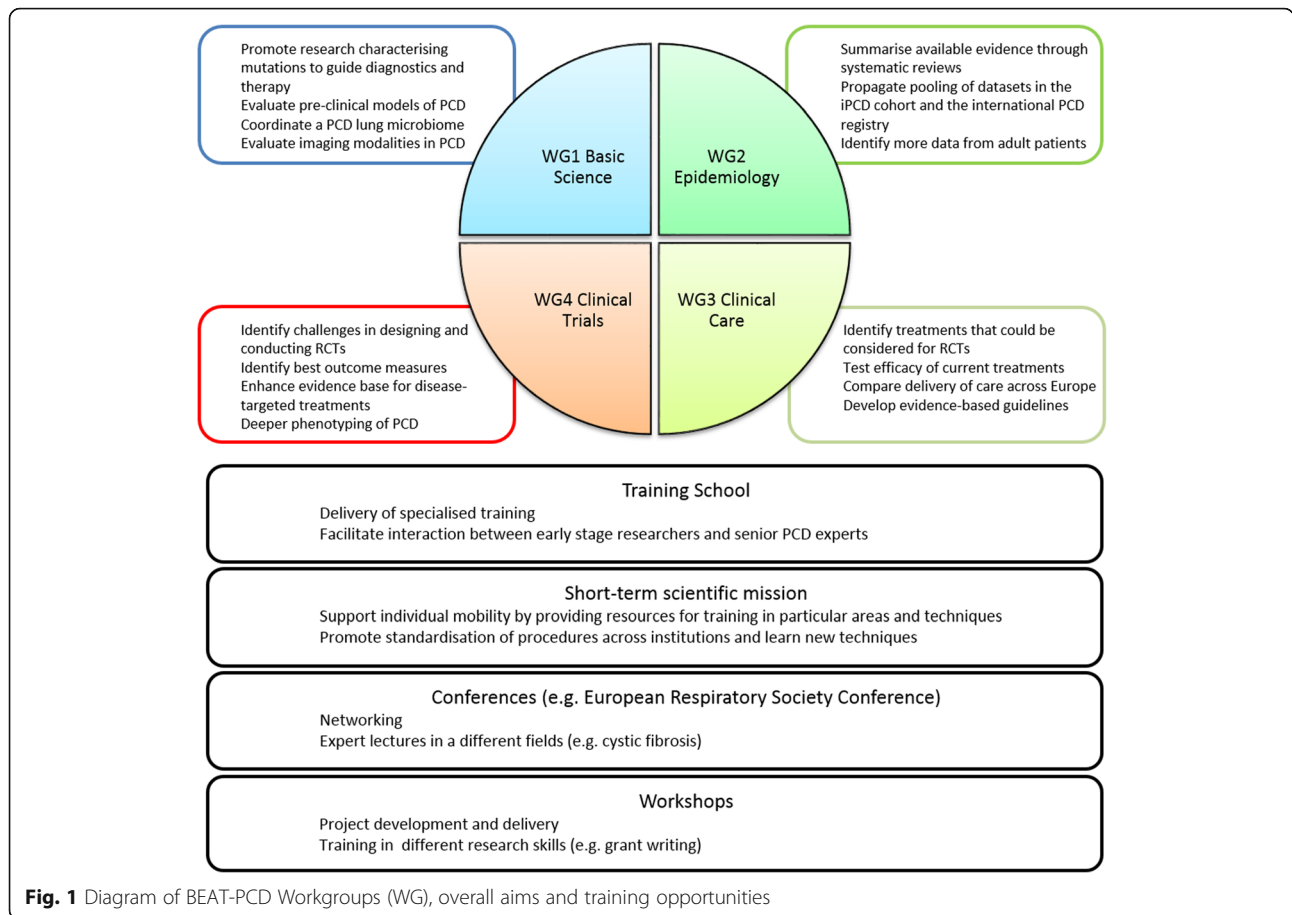 Promote research characterising
mutations to guide diagnostics and
therapy
Evaluate pre-clinical models of PCD
Coordinate a PCD lung microbiome
Evaluate imaging modalities in PCD
WG1 Basic
Science
WG2
Epidemiology
Summarise available evidence through
systematic reviews
Propagate pooling of datasets in the
iPCD cohort and the international PCD
registry
Identify more data from adult patients
Identify challenges in designing and
conducting RCTs
Identify best outcome measures
Enhance evidence base for disease-
targeted treatments
Deeper phenotyping of PCD
WG4 Clinical
Trials
WG3 Clinical
Care
Identify treatments that could be
considered for RCTs
Test efficacy of current treatments
Compare delivery of care across Europe
Develop evidence-based guidelines
Training School
Delivery of specialised training
Facilitate interaction between early stage researchers and senior PCD experts
Short-term scientific mission
Support individual mobility by providing resources for training in particular areas and techniques
Promote standardisation of procedures across institutions and learn new techniques
Conferences (e.g. European Respiratory Society Conference)
Networking
Expert lectures in a different fields (e.g. cystic fibrosis)
Workshops
Project development and delivery
Training in different research skills (e.g. grant writing)
Fig. 1 Diagram of BEAT-PCD Workgroups (WG), overall aims and training opportunities